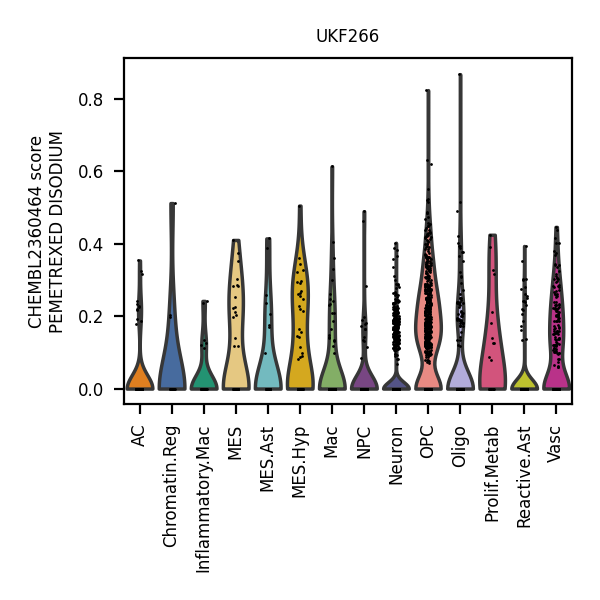 UKF266
CHEMBL2360464 score
PEMETREXED DISODIUM
0.8
0.6
0.4
0.2
0.0
AC
Chromatin.Reg
Inflammatory.Mac
MES
MES.Ast
MES.Hyp
Mac
NPC
Neuron
OPC
Oligo
Prolif.Metab
Reactive.Ast
Vasc